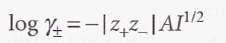 log γ± = −|z₊z₋|AI^{1/2}